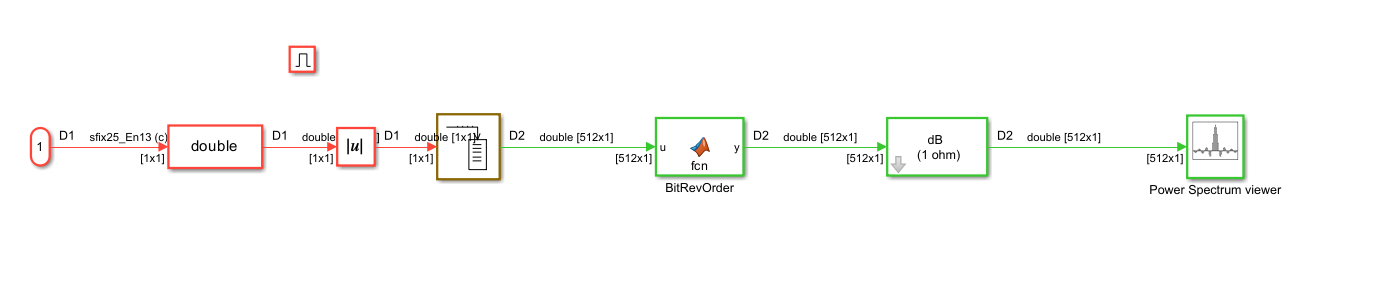 1
D1
sfix25_En13 (c)
[1x1]
double
D1
double
[1x1]
|u|
]
D1
double [1x1]
[1x1]
D2
double [512x1]
[512x1]
u
fcn
y
BitRevOrder
D2
double [512x1]
[512x1]
dB
(1 ohm)
D2
double [512x1]
[512x1]
Power Spectrum viewer